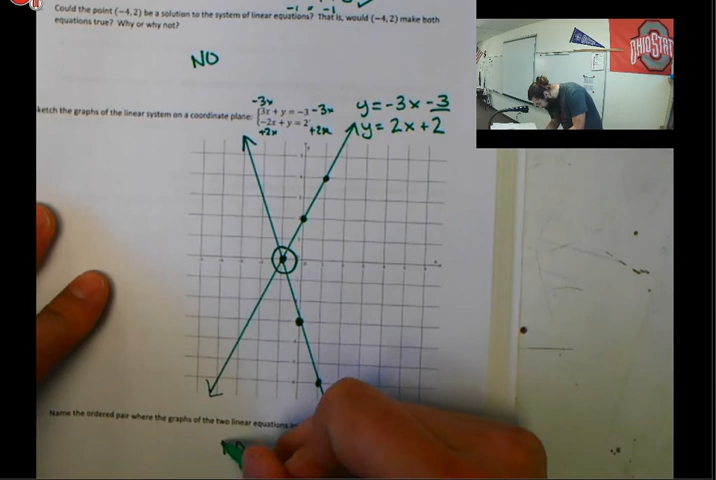 -1 -1
Could the point (−4, 2) be a solution to the system of linear equations? That is, would (−4, 2) make both
equations true? Why or why not?
NO
-3x -3x y=-3x-3
ketch the graphs of the linear system on a coordinate plane: {3x + y = −3
−2x + y = 2 y=2x+2
+2x +2x
Name the ordered pair where the graphs of the two linear equations in
OHIO STATE